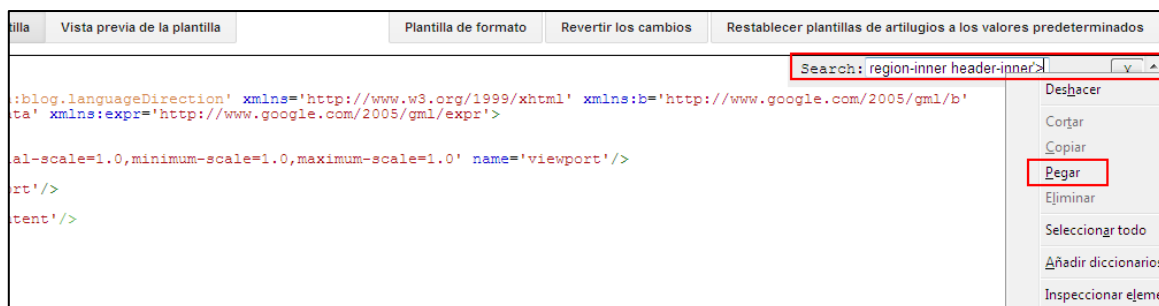 tilla Vista previa de la plantilla Plantilla de formato Revertir los cambios Restablecer plantillas de artilugios a los valores predeterminados
Search: region-inner header-inner'>
:blog.languageDirection' xmlns='http://www.w3.org/1999/xhtml' xmlns:b='http://www.google.com/2005/gml/b'
ta' xmlns:expr='http://www.google.com/2005/gml/expr'>
al-scale=1.0,minimum-scale=1.0,maximum-scale=1.0' name='viewport'/>
rt'/>
tent'/>
Deshacer
Cortar
Copiar
Pegar
Eliminar
Seleccionar todo
Añadir diccionarios
Inspeccionar eleme